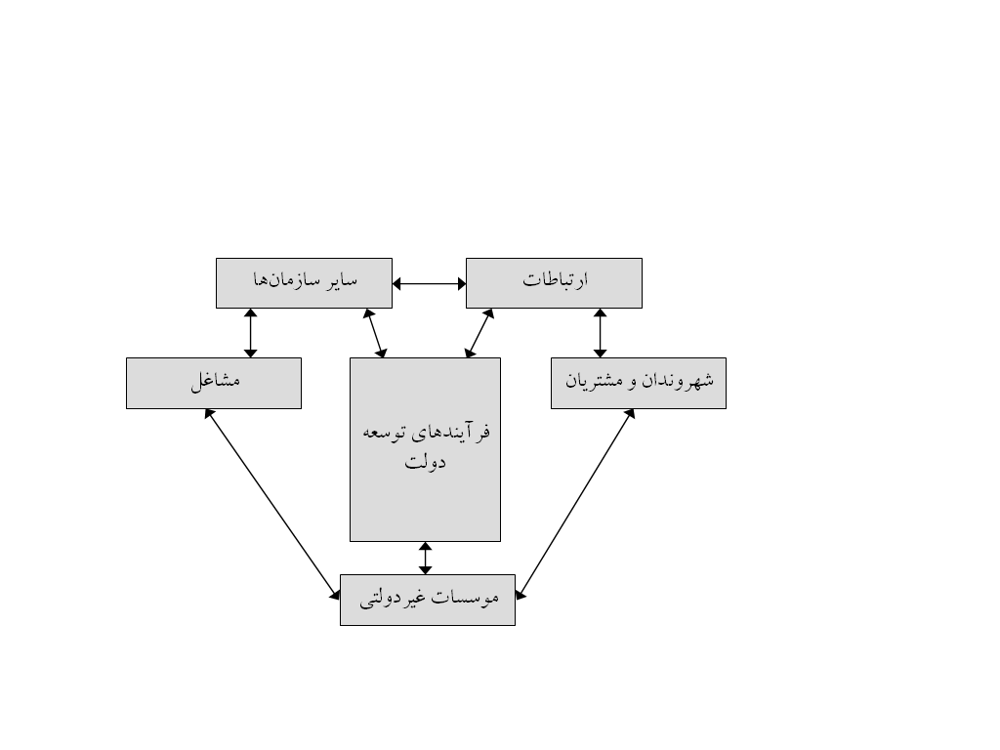 ارتباطات
سایر سازمان‌ها
شهروندان و مشتریان
فرآیندهای توسعه
دولت
مشاغل
موسسات غیردولتی